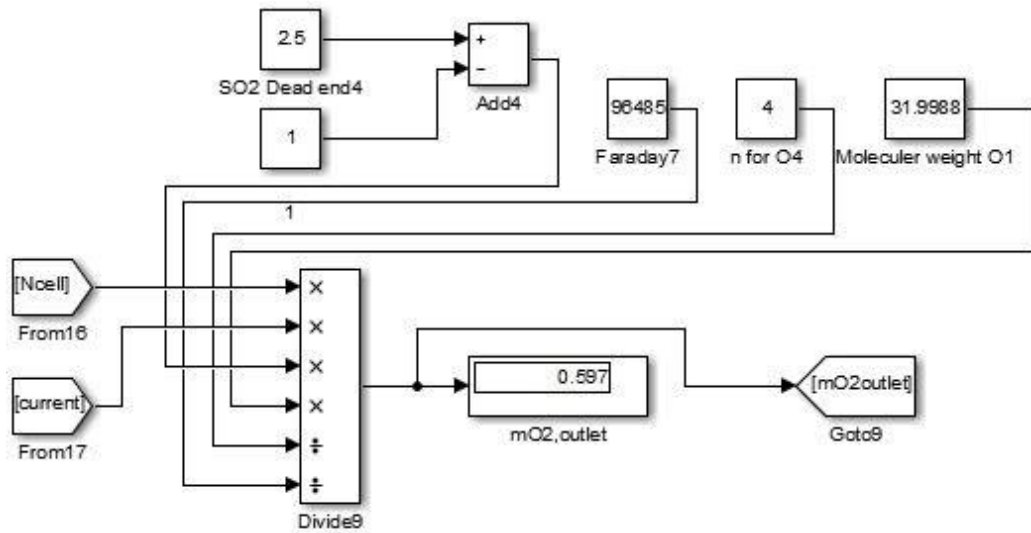 2.5
SO2 Dead end4
+
−
Add4
1
96485
Faraday7
4
n for O4
31.9988
Moleculer weight O1
1
[Ncell]
From16
[current]
From17
×
×
×
×
÷
÷
Divide9
0.597
mO2,outlet
[mO2outlet]
Goto9